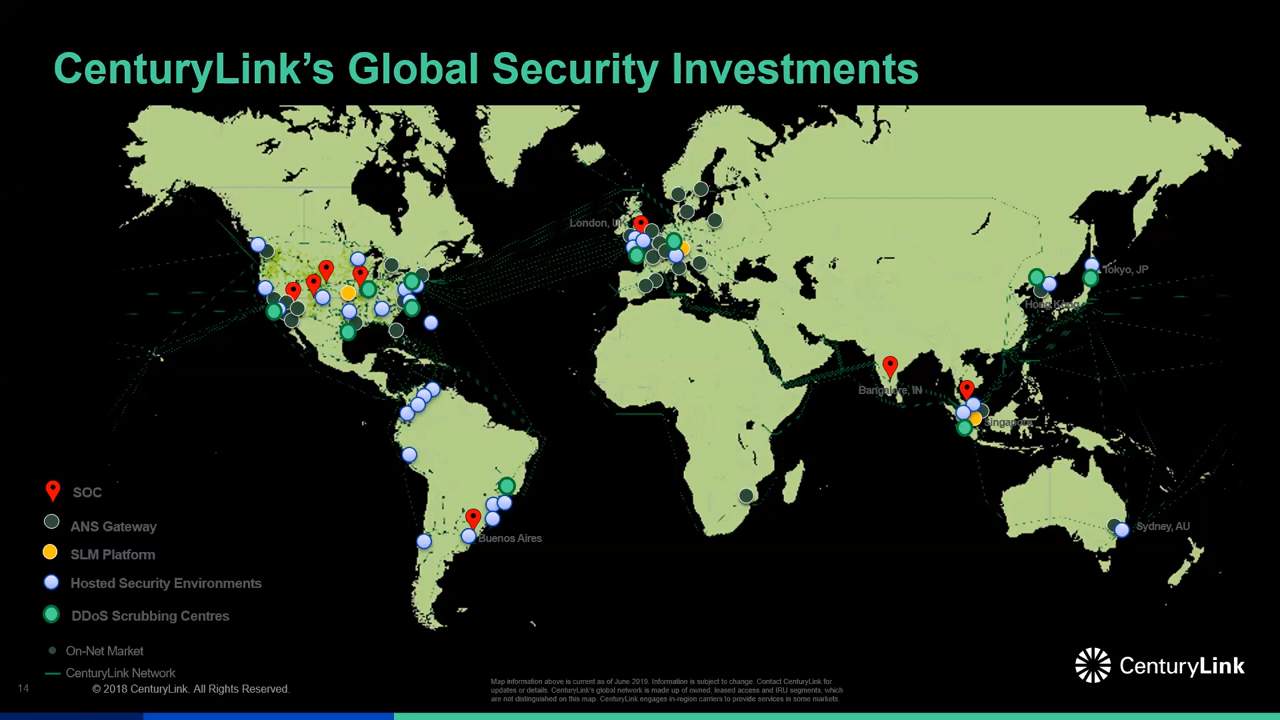 CenturyLink's Global Security Investments
London, UK
Tokyo, JP
Hong Kong
Bangalore, IN
Singapore
Sydney, AU
Buenos Aires
SOC
ANS Gateway
SLM Platform
Hosted Security Environments
DDoS Scrubbing Centres
On-Net Market
CenturyLink Network
14
© 2018 CenturyLink. All Rights Reserved.
Map information above is current as of June 2019. Information is subject to change. Contact CenturyLink for
updates or details. CenturyLink's global network is made up of owned, leased access and IRU segments, which
are not distinguished on this map. CenturyLink engages in-region carriers to provide services in some markets.
CenturyLink